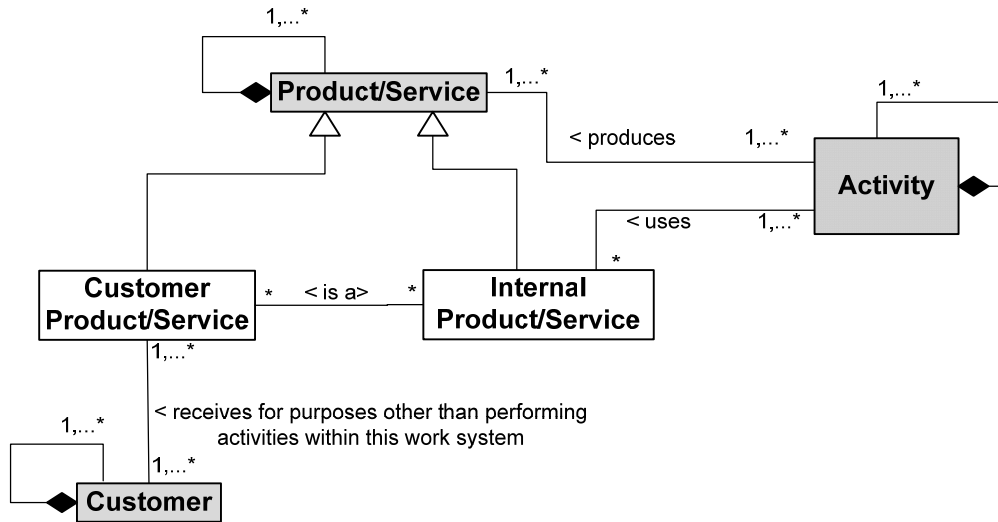 1,...*
Product/Service
1,...*
1,...*
< produces
1,...*
Activity
< uses
1,...*
*
Customer
Product/Service
*
< is a>
*
Internal
Product/Service
1,...*
< receives for purposes other than performing
activities within this work system
1,...*
1,...*
Customer